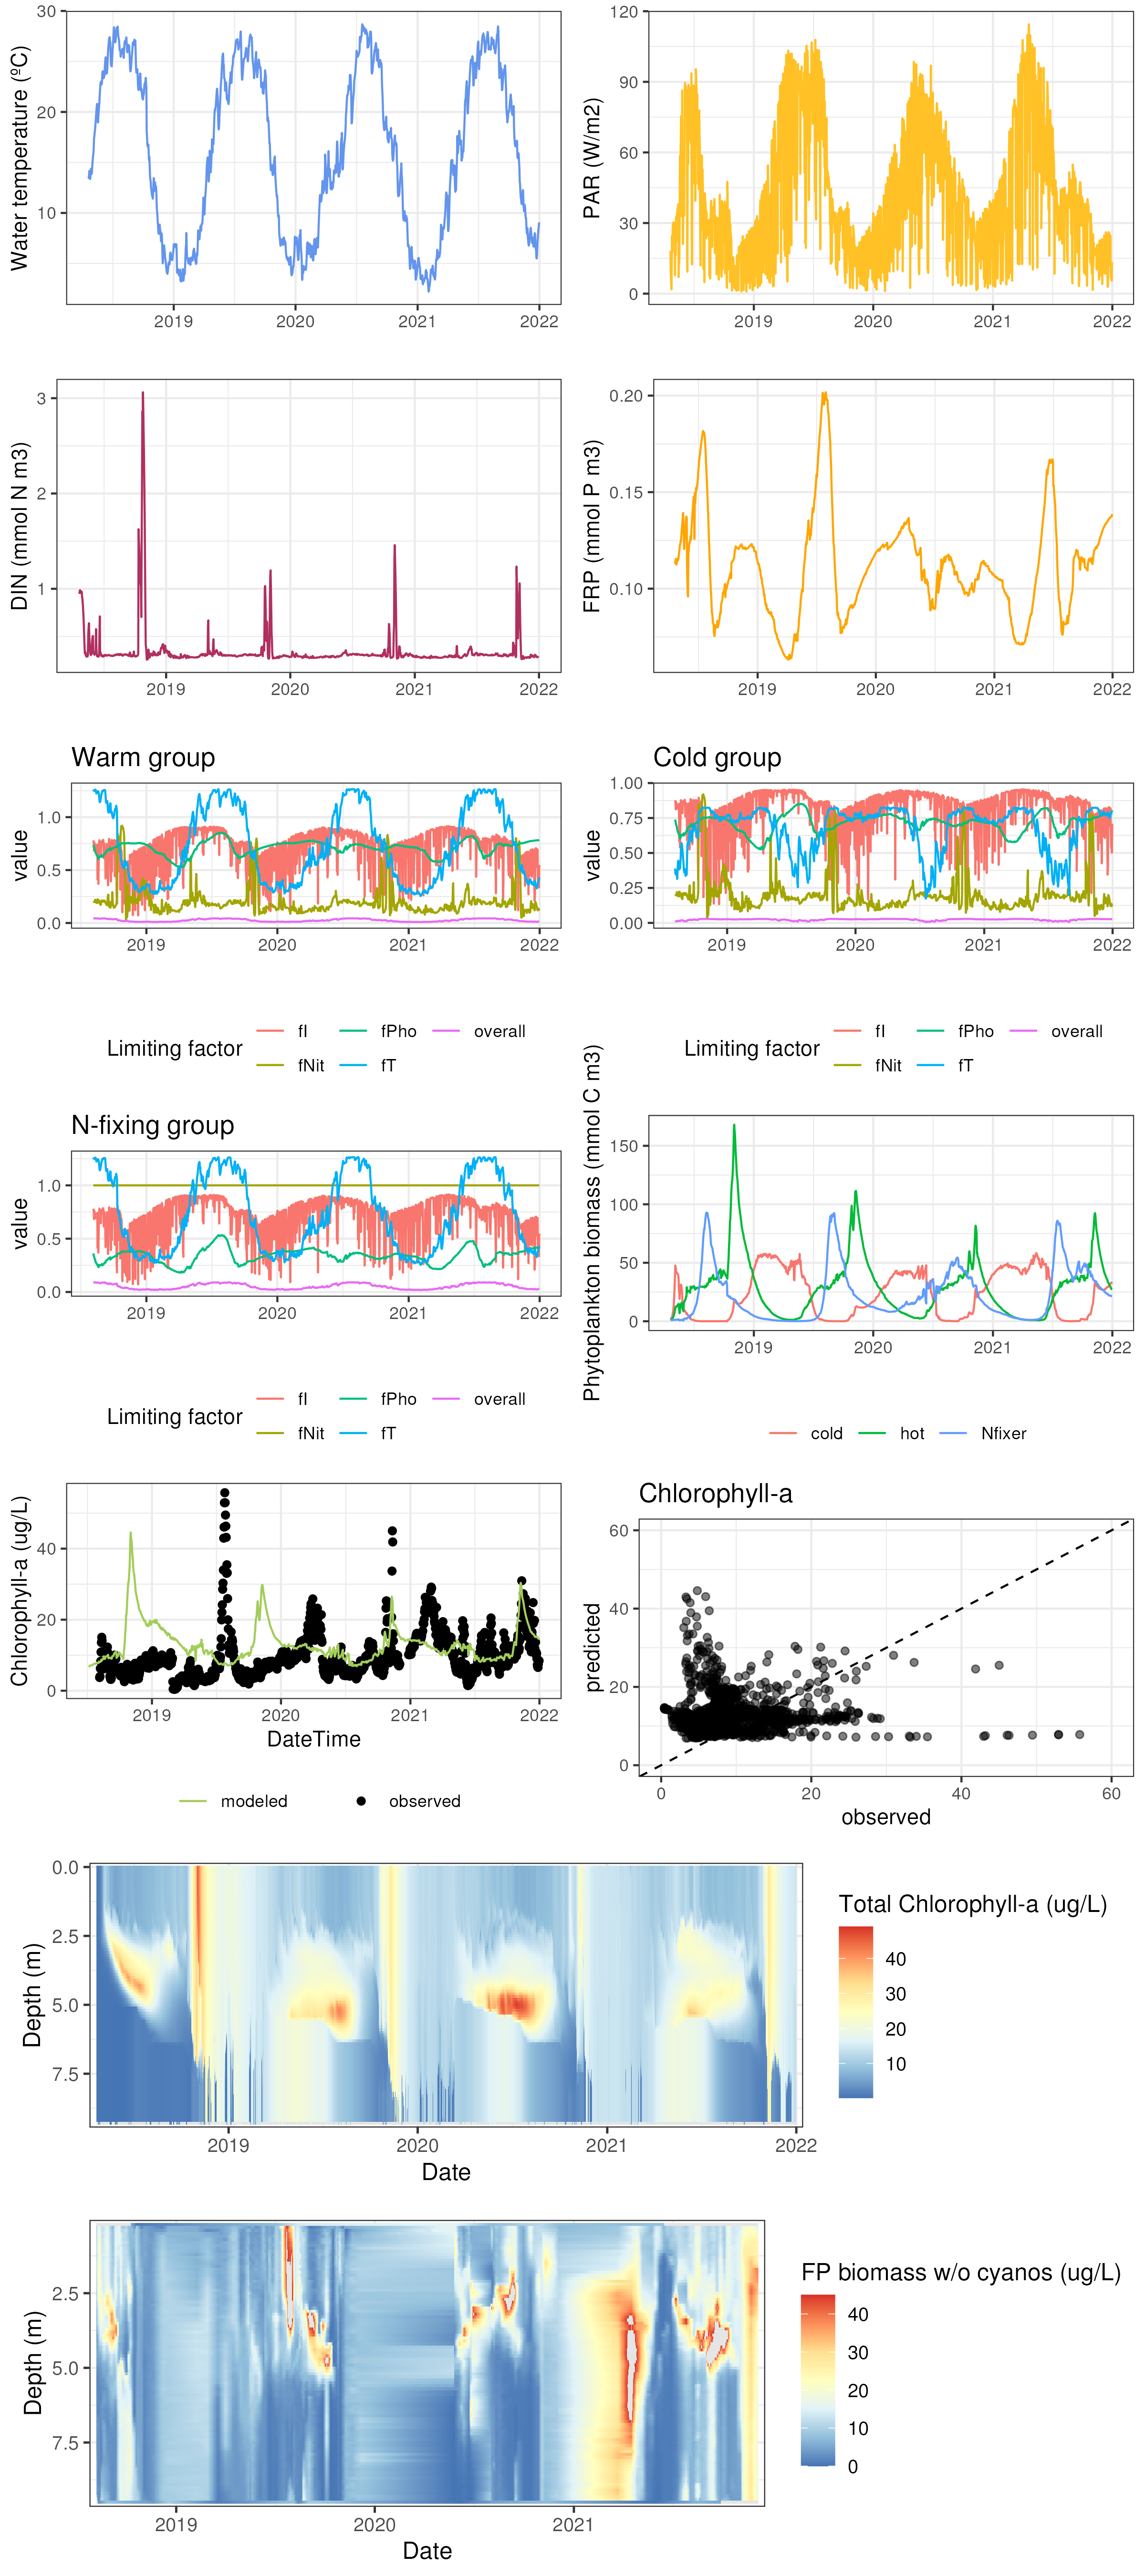 Water temperature (ºC)
30
20
10
2019 2020 2021 2022
PAR (W/m2)
120
90
60
30
0
2019 2020 2021 2022
DIN (mmol N m3)
3
2
1
2019 2020 2021 2022
FRP (mmol P m3)
0.20
0.15
0.10
2019 2020 2021 2022
Warm group
value
1.0
0.5
0.0
2019 2020 2021 2022
Limiting factor
fI fPho overall
fNit fT
Cold group
value
1.00
0.75
0.50
0.25
0.00
2019 2020 2021 2022
Limiting factor
fI fPho overall
fNit fT
N-fixing group
value
1.0
0.5
0.0
2019 2020 2021 2022
Limiting factor
fI fPho overall
fNit fT
Phytoplankton biomass (mmol C m3)
150
100
50
0
2019 2020 2021 2022
cold hot Nfixer
Chlorophyll-a (ug/L)
40
20
0
2019 2020 2021 2022
DateTime
modeled observed
Chlorophyll-a
predicted
60
40
20
0
0 20 40 60
observed
Depth (m)
0.0
2.5
5.0
7.5
2019 2020 2021 2022
Date
Total Chlorophyll-a (ug/L)
40
30
20
10
Depth (m)
2.5
5.0
7.5
2019 2020 2021
Date
FP biomass w/o cyanos (ug/L)
40
30
20
10
0